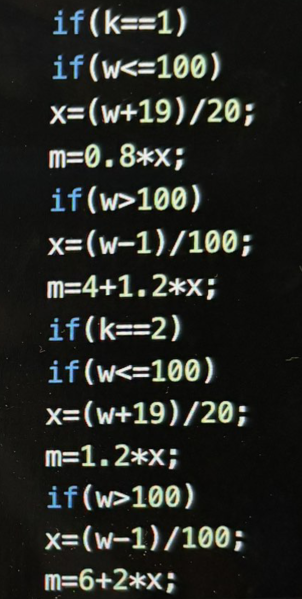 if(k==1)
if(w<=100)
x=(w+19)/20;
m=0.8*x;
if(w>100)
x=(w-1)/100;
m=4+1.2*x;
if(k==2)
if(w<=100)
x=(w+19)/20;
m=1.2*x;
if(w>100)
x=(w-1)/100;
m=6+2*x;